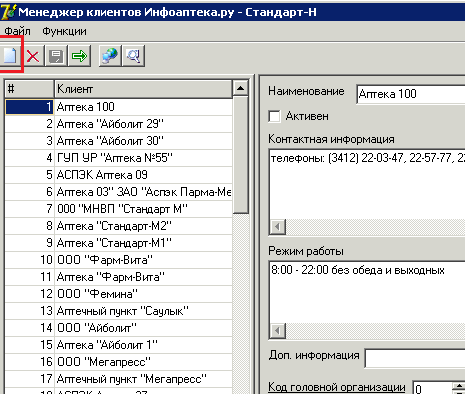 Менеджер клиентов Инфоаптека.ру - Стандарт-Н
Файл Функции
# Клиент
1 Аптека 100
2 Аптека "Айболит 29"
3 Аптека "Айболит 30"
4 ГУП УР "Аптека №55"
5 АСПЭК Аптека 09
6 Аптека 03" ЗАО "Аспэк Парма-Ме
7 ООО "МНВП "Стандарт М"
8 Аптека "Стандарт-М2"
9 Аптека "Стандарт-М1"
10 ООО "Фарм-Вита"
11 Аптека "Фарм-Вита"
12 ООО "Фемина"
13 Аптечный пункт "Саулык"
14 ООО "Айболит"
15 Аптека "Айболит 1"
16 ООО "Мегапресс"
17 Аптечный пункт "Мегапресс"
Наименование Аптека 100
Активен
Контактная информация
телефоны: (3412) 22-03-47, 22-57-77, 22
Режим работы
8:00 - 22:00 без обеда и выходных
Доп. информация
Код головной организации 0